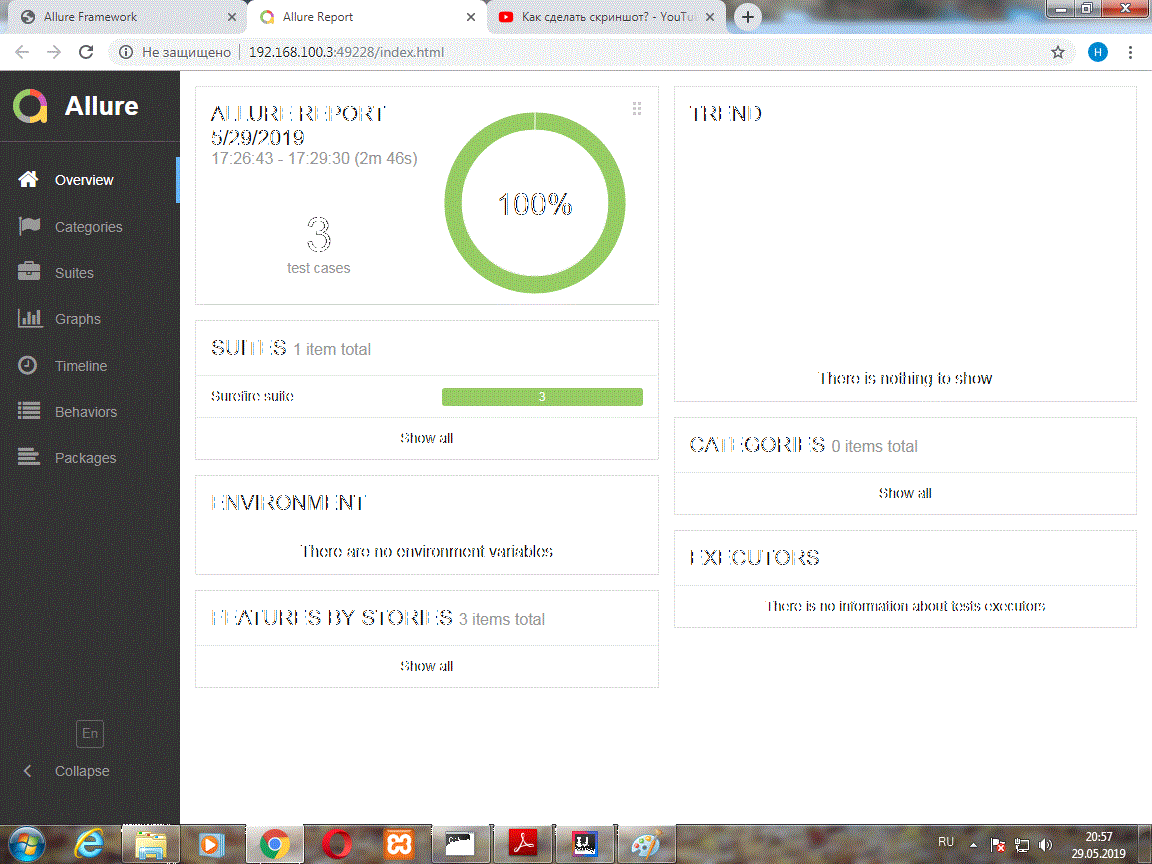 Allure Framework
Allure Report
Как сделать скриншот? - YouTu
Не защищено
192.168.100.3:49228/index.html
H
Allure
Overview
Categories
Suites
Graphs
Timeline
Behaviors
Packages
En
Collapse
ALLURE REPORT
5/29/2019
17:26:43 - 17:29:30 (2m 46s)
3
test cases
100%
SUITES 1 item total
Surefire suite
3
Show all
ENVIRONMENT
There are no environment variables
FEATURES BY STORIES 3 items total
Show all
TREND
There is nothing to show
CATEGORIES 0 items total
Show all
EXECUTORS
There is no information about tests executors
RU
20:57
29.05.2019